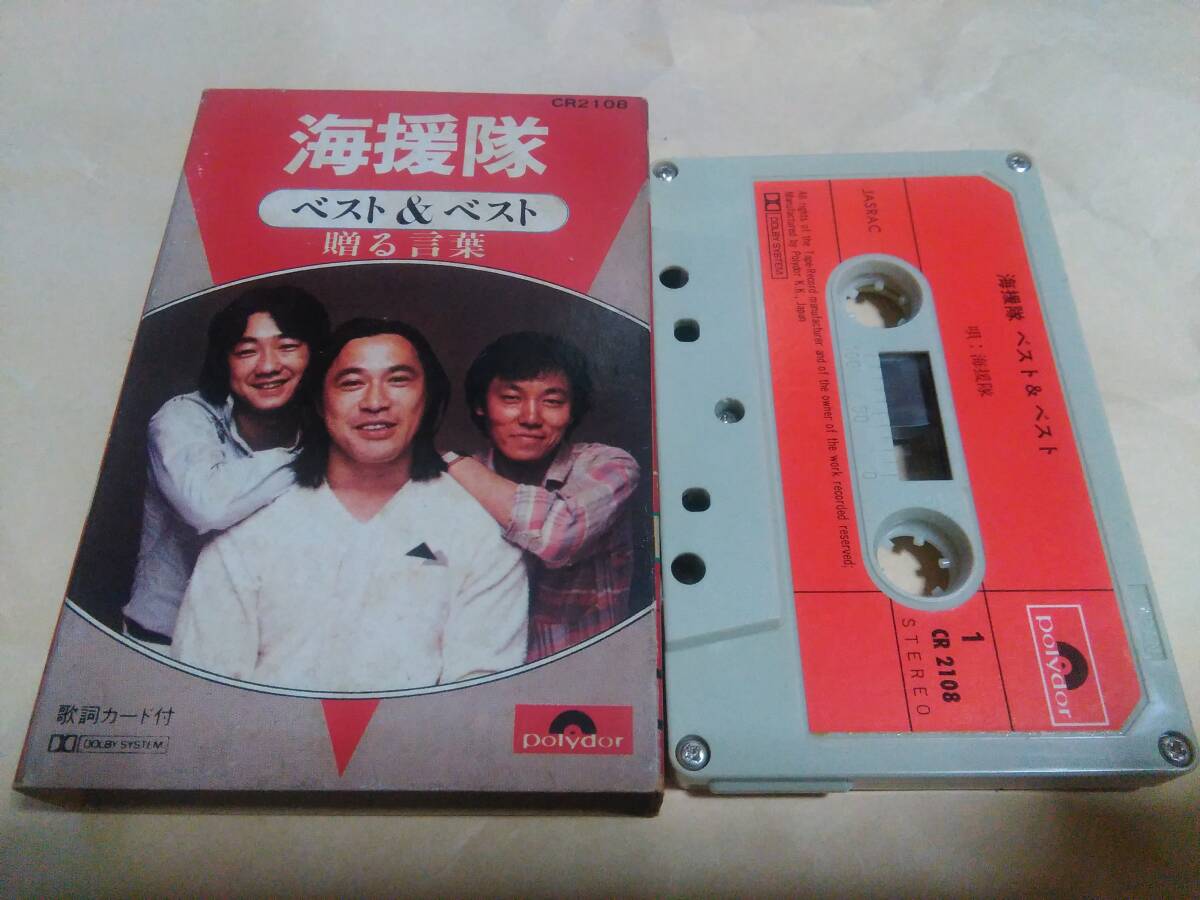 CR2108
海援隊
ベスト&ベスト
贈る言葉
歌詞カード付
DOLBY SYSTEM
polydor
海援隊 ベスト&ベスト
唄:海援隊
JASRAC
All rights of the Tape-Record manufacturer and of the owner of the work recorded reserved;
Manufactured by Polydor K.K., Japan
DOLBY SYSTEM
100 50 0
1
CR 2108
STEREO
polydor